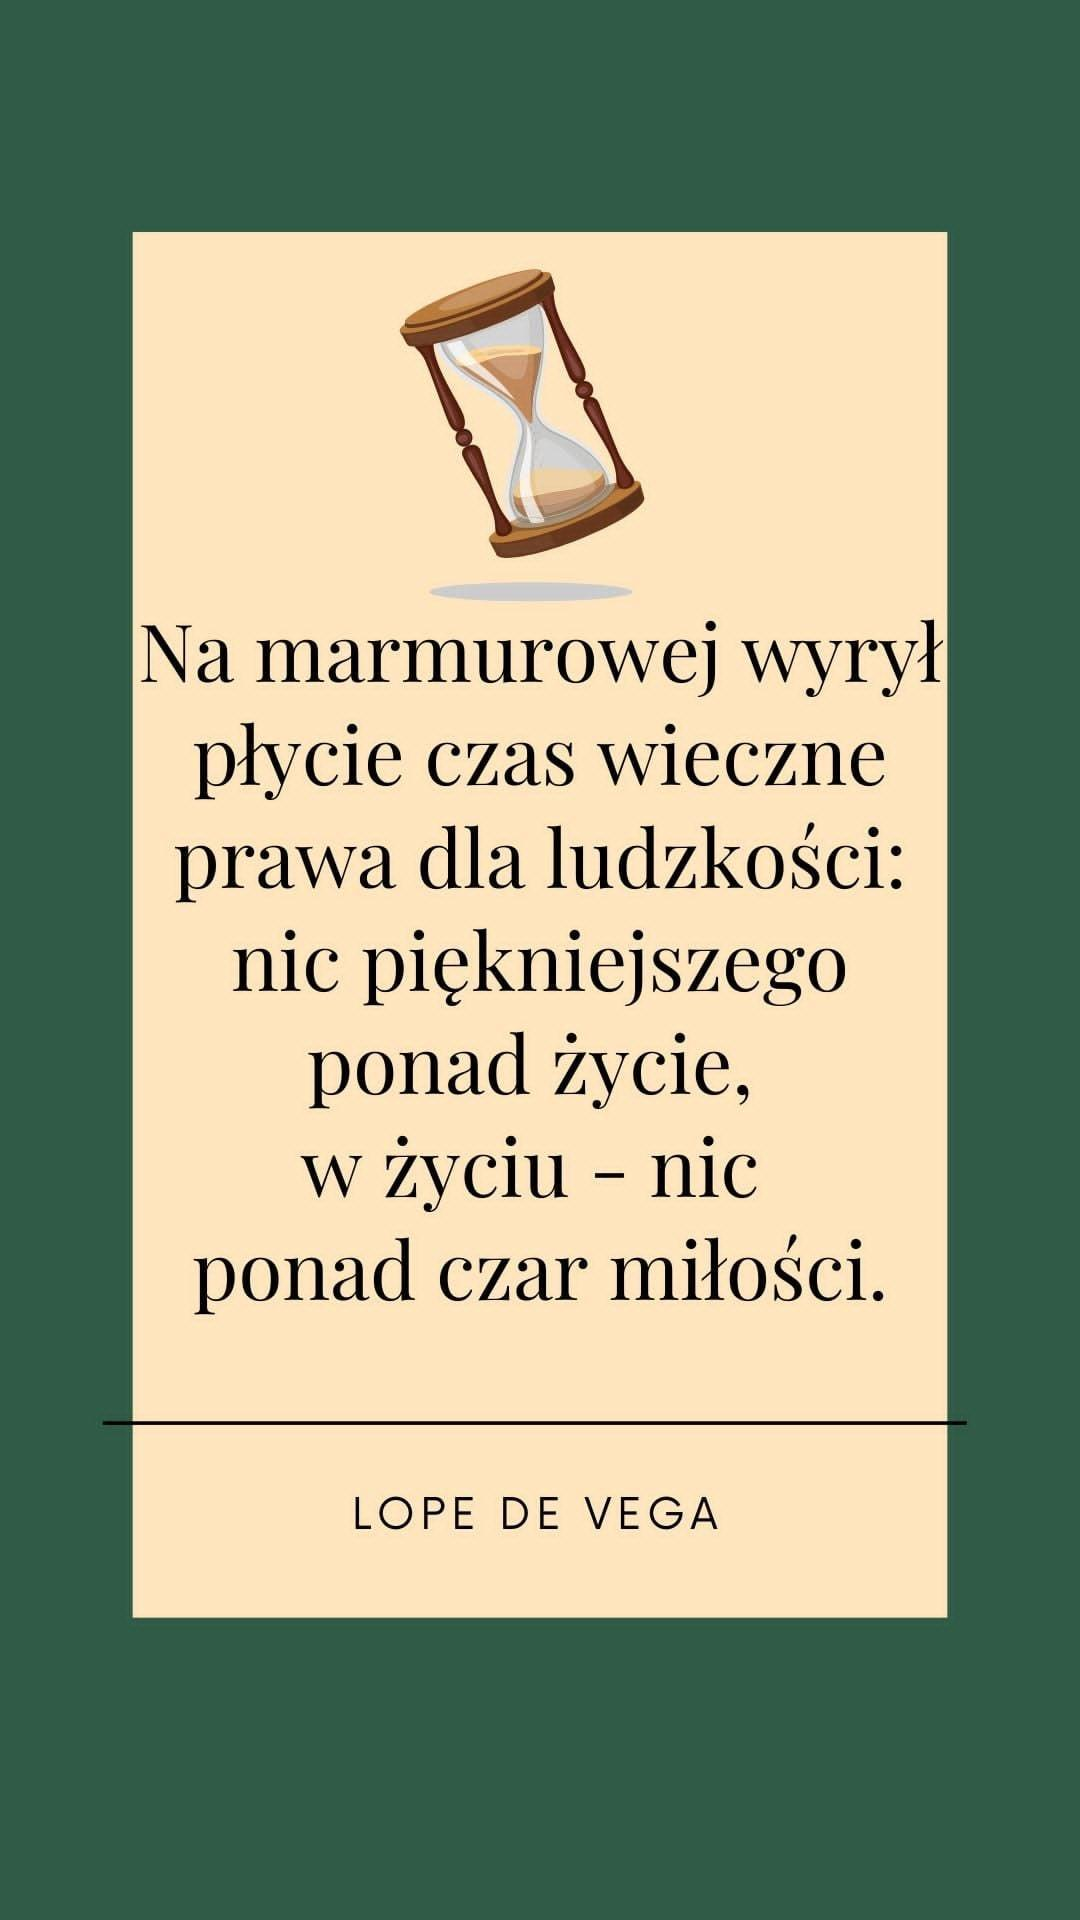 Na marmurowej wyrył
płycie czas wieczne
prawa dla ludzkości:
nic piękniejszego
ponad życie,
w życiu - nic
ponad czar miłości.
LOPE DE VEGA